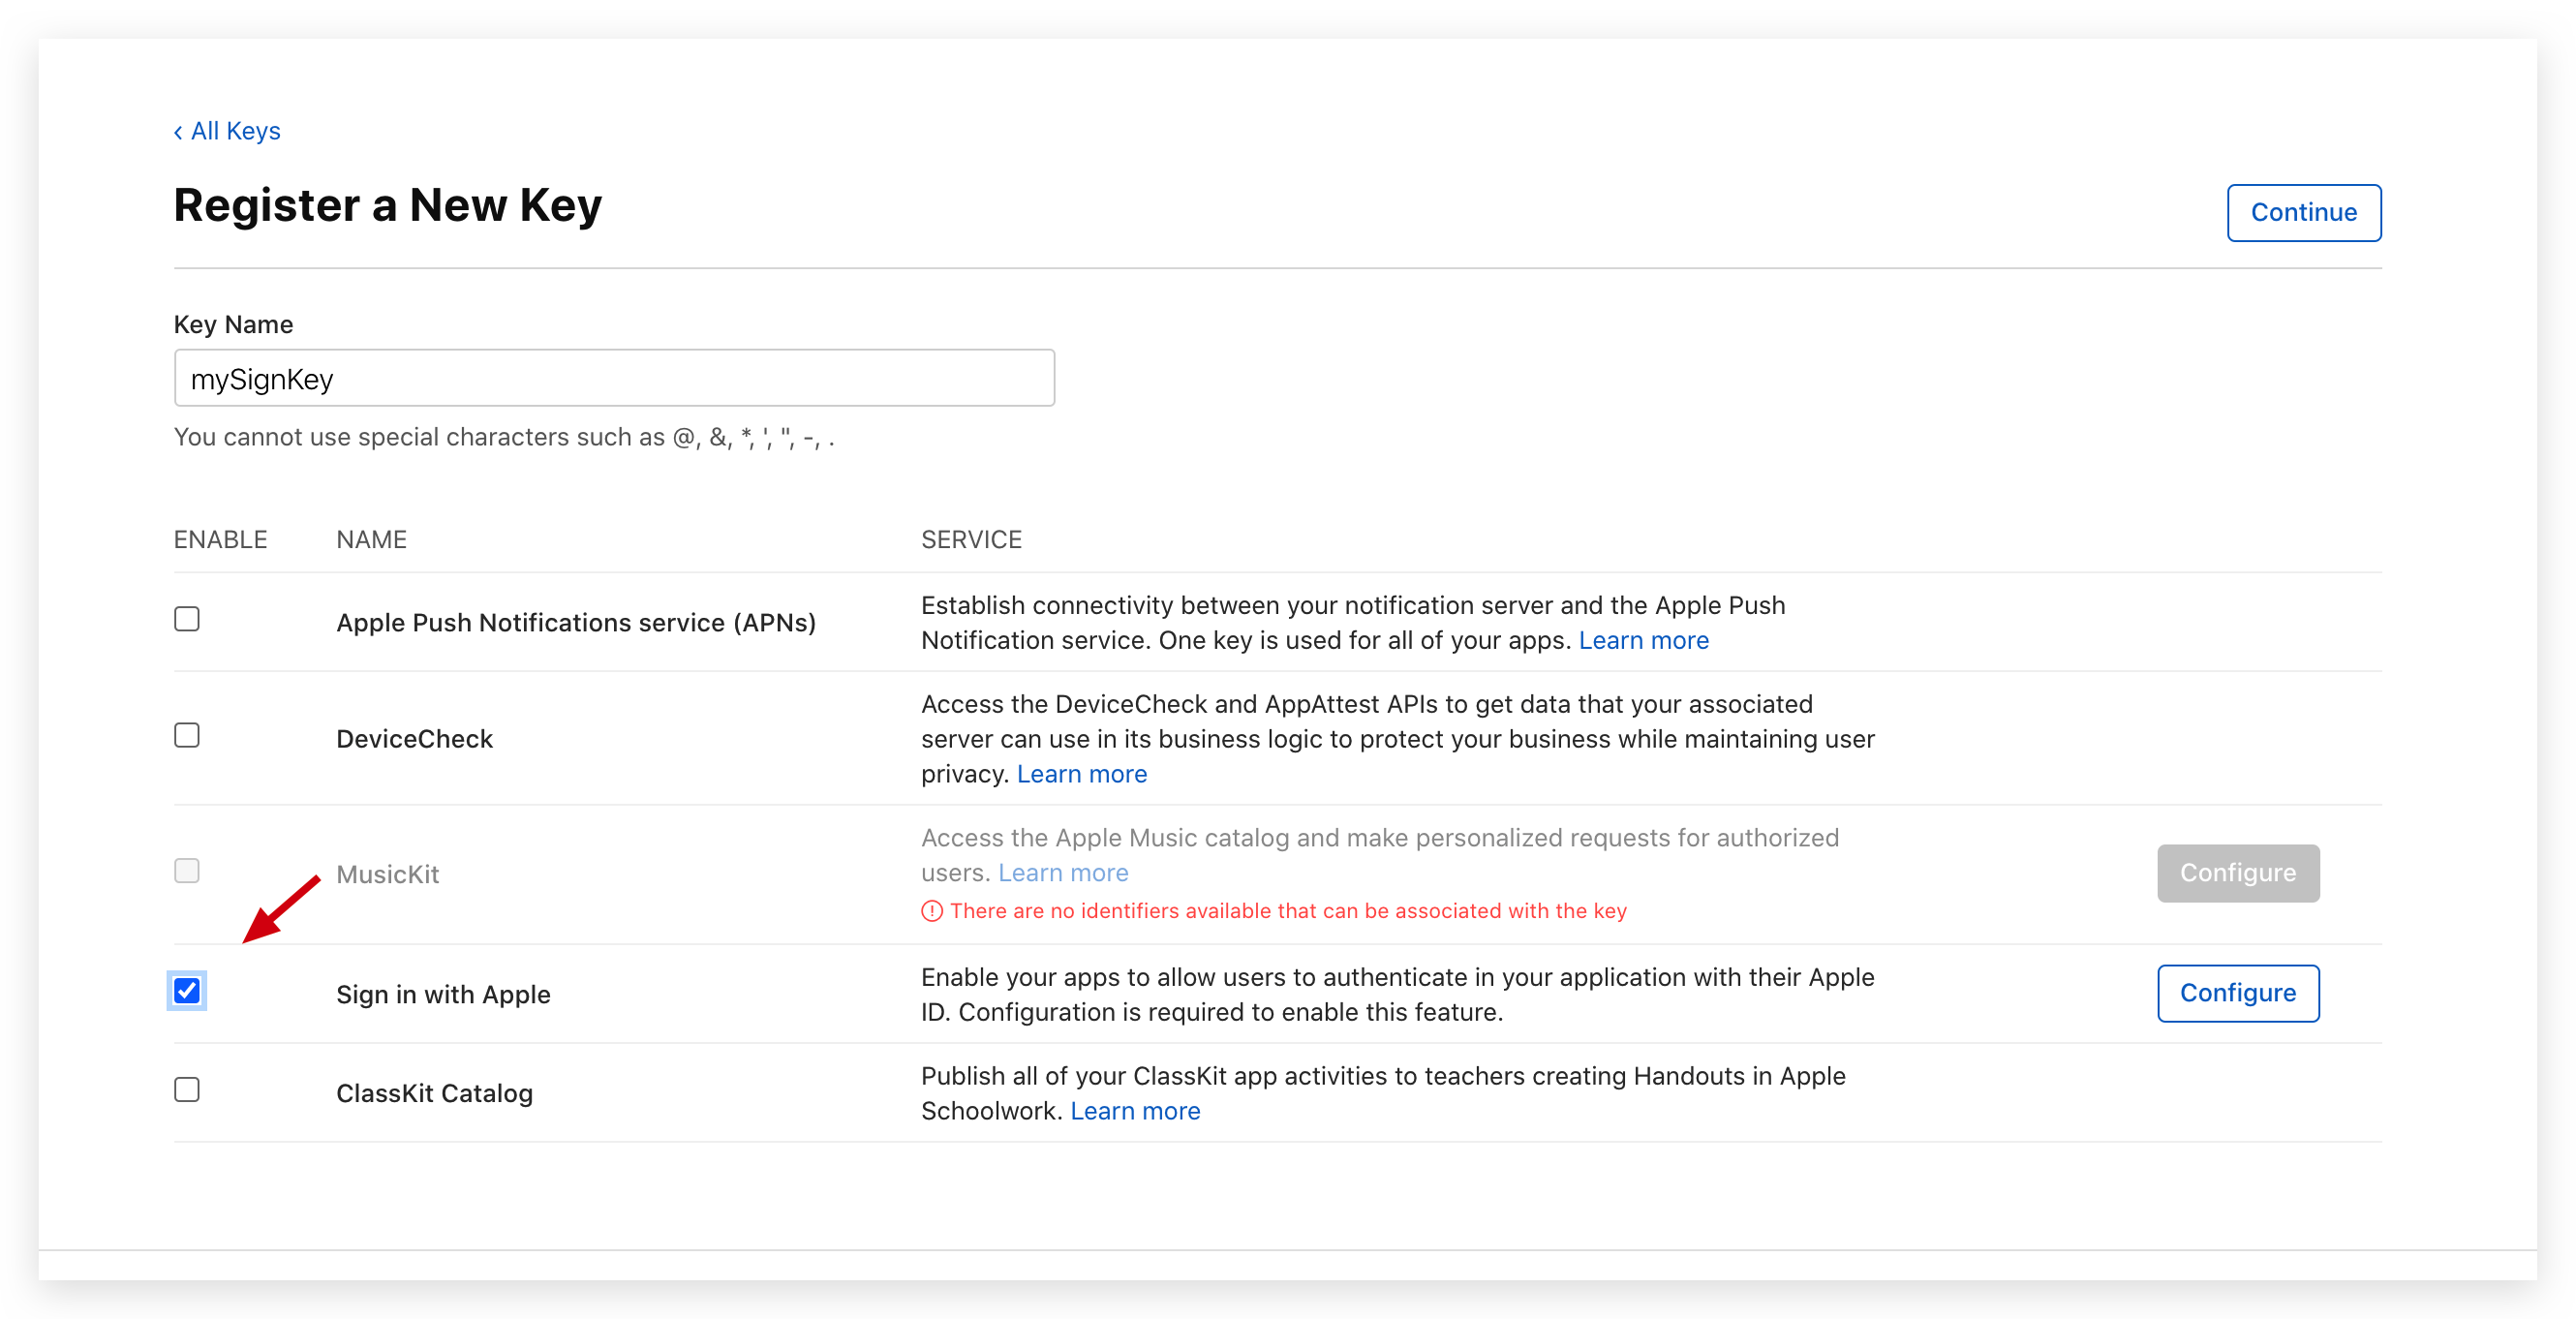 ‹ All Keys
Register a New Key
Continue
Key Name
mySignKey
You cannot use special characters such as @, &, *, ', ", -, .
ENABLE NAME SERVICE
Apple Push Notifications service (APNs)
Establish connectivity between your notification server and the Apple Push
Notification service. One key is used for all of your apps. Learn more
DeviceCheck
Access the DeviceCheck and AppAttest APIs to get data that your associated
server can use in its business logic to protect your business while maintaining user
privacy. Learn more
MusicKit
Access the Apple Music catalog and make personalized requests for authorized
users. Learn more
There are no identifiers available that can be associated with the key
Configure
Sign in with Apple
Enable your apps to allow users to authenticate in your application with their Apple
ID. Configuration is required to enable this feature.
Configure
ClassKit Catalog
Publish all of your ClassKit app activities to teachers creating Handouts in Apple
Schoolwork. Learn more